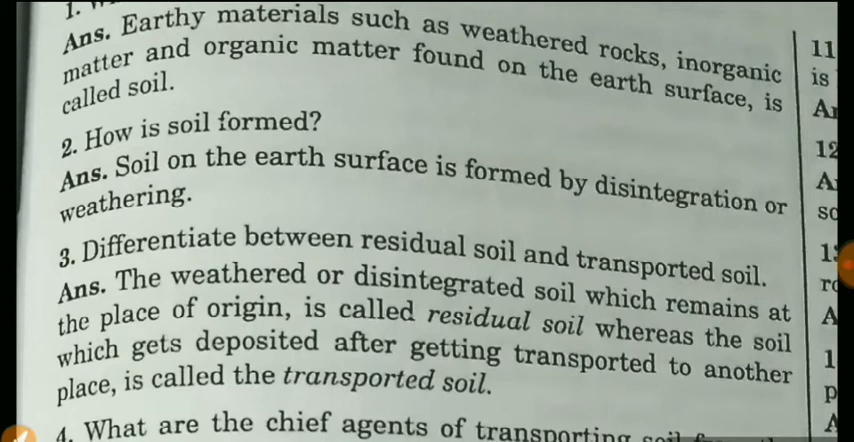 1.
Ans. Earthy materials such as weathered rocks, inorganic
matter and organic matter found on the earth surface, is
called soil.
2. How is soil formed?
Ans. Soil on the earth surface is formed by disintegration or
weathering.
3. Differentiate between residual soil and transported soil.
Ans. The weathered or disintegrated soil which remains at
the place of origin, is called residual soil whereas the soil
which gets deposited after getting transported to another
place, is called the transported soil.
4. What are the chief agents of transporting soil
11
is
12